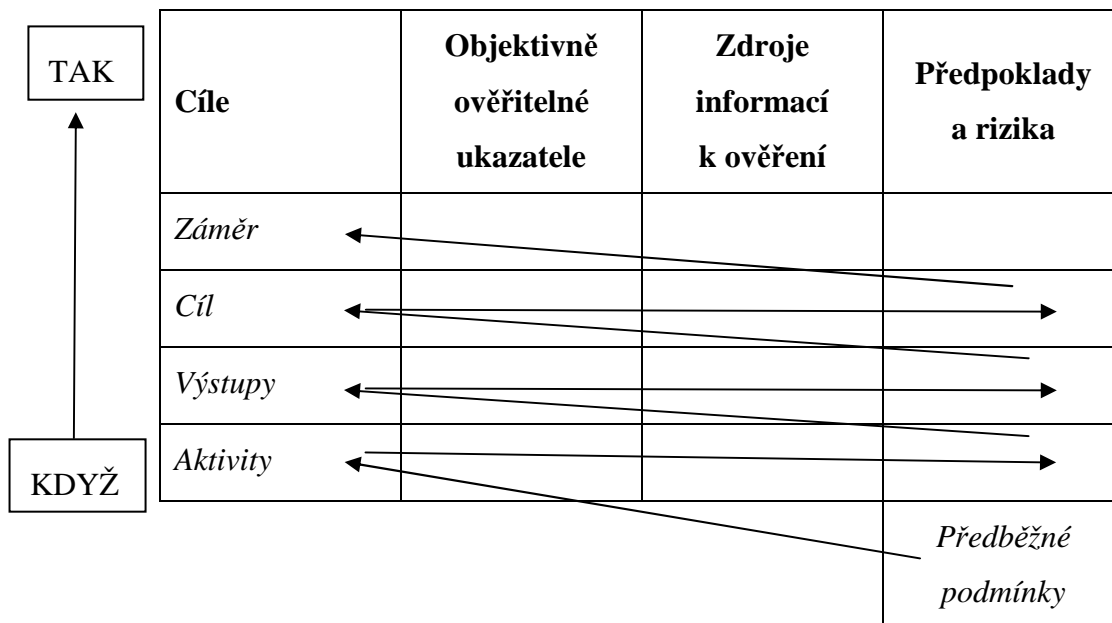 TAK
Cíle
Objektivně
ověřitelné
ukazatele
Zdroje
informací
k ověření
Předpoklady
a rizika
Záměr
Cíl
Výstupy
Aktivity
KDYŽ
Předběžné
podmínky